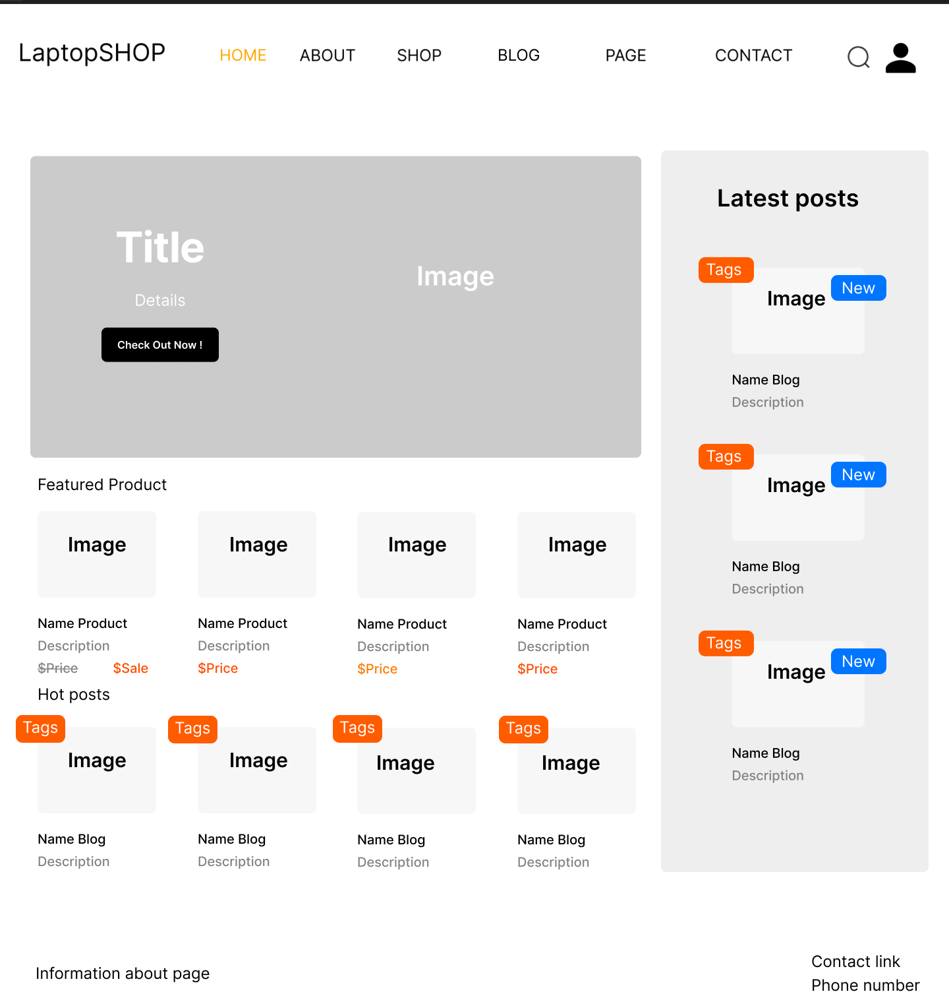 LaptopSHOP
HOME ABOUT SHOP BLOG PAGE CONTACT
Title
Details
Check Out Now !
Image
Featured Product
Image Image Image Image
Name Product Name Product Name Product Name Product
Description Description Description Description
$Price $Sale $Price $Price $Price
Hot posts
Tags Tags Tags Tags
Image Image Image Image
Name Blog Name Blog Name Blog Name Blog
Description Description Description Description
Latest posts
Tags
New
Image
Name Blog
Description
Tags
New
Image
Name Blog
Description
Tags
New
Image
Name Blog
Description
Information about page
Contact link
Phone number